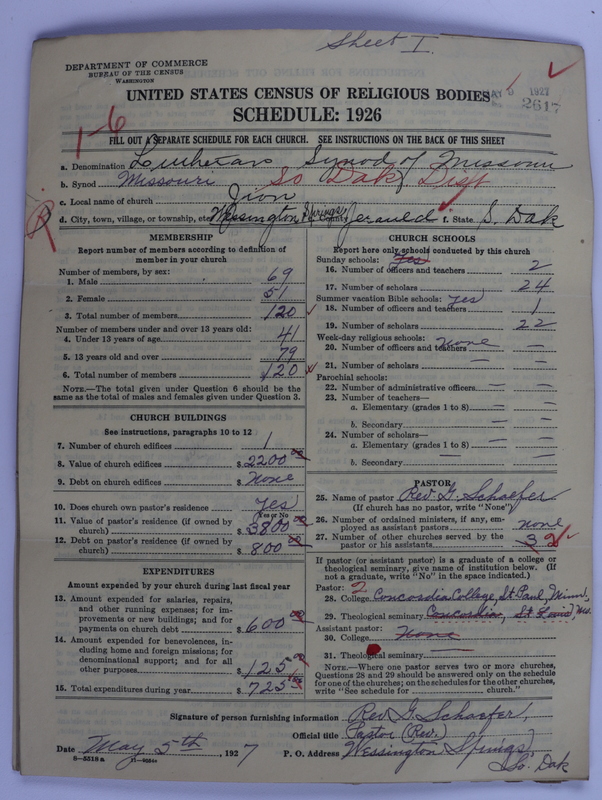 Sheet I.
DEPARTMENT OF COMMERCE
BUREAU OF THE CENSUS
WASHINGTON
MAY 9 1927
2617
UNITED STATES CENSUS OF RELIGIOUS BODIES
SCHEDULE: 1926
1-6
FILL OUT A SEPARATE SCHEDULE FOR EACH CHURCH. SEE INSTRUCTIONS ON THE BACK OF THIS SHEET
a. Denomination Lutheran Synod of Missouri
b. Synod Missouri So Dak Dist
c. Local name of church Zion
d. City, town, village, or township, etc. Wessington Springs e. County Jerauld f. State S. Dak
MEMBERSHIP
Report number of members according to definition of
member in your church
Number of members, by sex:
1. Male 69
2. Female 51
3. Total number of members 120
Number of members under and over 13 years old:
4. Under 13 years of age 41
5. 13 years old and over 79
6. Total number of members 120
NOTE.—The total given under Question 6 should be the
same as the total of males and females given under Question 3.
CHURCH BUILDINGS
See instructions, paragraphs 10 to 12
7. Number of church edifices 1
8. Value of church edifices $ 2200 00
9. Debt on church edifices $ None
10. Does church own pastor's residence yes
Yes or No
11. Value of pastor's residence (if owned by
church) $ 3800 00
12. Debt on pastor's residence (if owned by
church) $ 800 00
EXPENDITURES
Amount expended by your church during last fiscal year
13. Amount expended for salaries, repairs,
and other running expenses; for im-
provements or new buildings; and for
payments on church debt $ 600 00
14. Amount expended for benevolences, in-
cluding home and foreign missions; for
denominational support; and for all
other purposes $ 125 00
15. Total expenditures during year $ 725
CHURCH SCHOOLS
Report here only schools conducted by this church
Sunday schools: Yes
16. Number of officers and teachers 2
17. Number of scholars 24
Summer vacation Bible schools: yes
18. Number of officers and teachers 1
19. Number of scholars 22
Week-day religious schools: none
20. Number of officers and teachers —
21. Number of scholars —
Parochial schools:
22. Number of administrative officers —
23. Number of teachers—
a. Elementary (grades 1 to 8) —
b. Secondary —
24. Number of scholars—
a. Elementary (grades 1 to 8) —
b. Secondary —
PASTOR
25. Name of pastor Rev. G. Schaefer
(If church has no pastor, write "None")
26. Number of ordained ministers, if any, em-
ployed as assistant pastors none
27. Number of other churches served by the
pastor or his assistants 3 2
If pastor (or assistant pastor) is a graduate of a college or
theological seminary, give name of institution below. (If
not a graduate, write "No" in the space indicated.)
Pastor: 2
28. College Concordia College, St. Paul Minn.
29. Theological seminary Concordia, St Louis, Mo.
Assistant pastor:
30. College None
31. Theological seminary —
NOTE.—Where one pastor serves two or more churches,
Questions 28 and 29 should be answered only on the schedule
for one of the churches; on the schedules for the other churches,
write "See schedule for church."
Signature of person furnishing information Rev. G. Schaefer,
Official title Pastor (Rev.)
Date May 5th, 1927 P. O. Address Wessington Springs,
So. Dak
8—5518 a